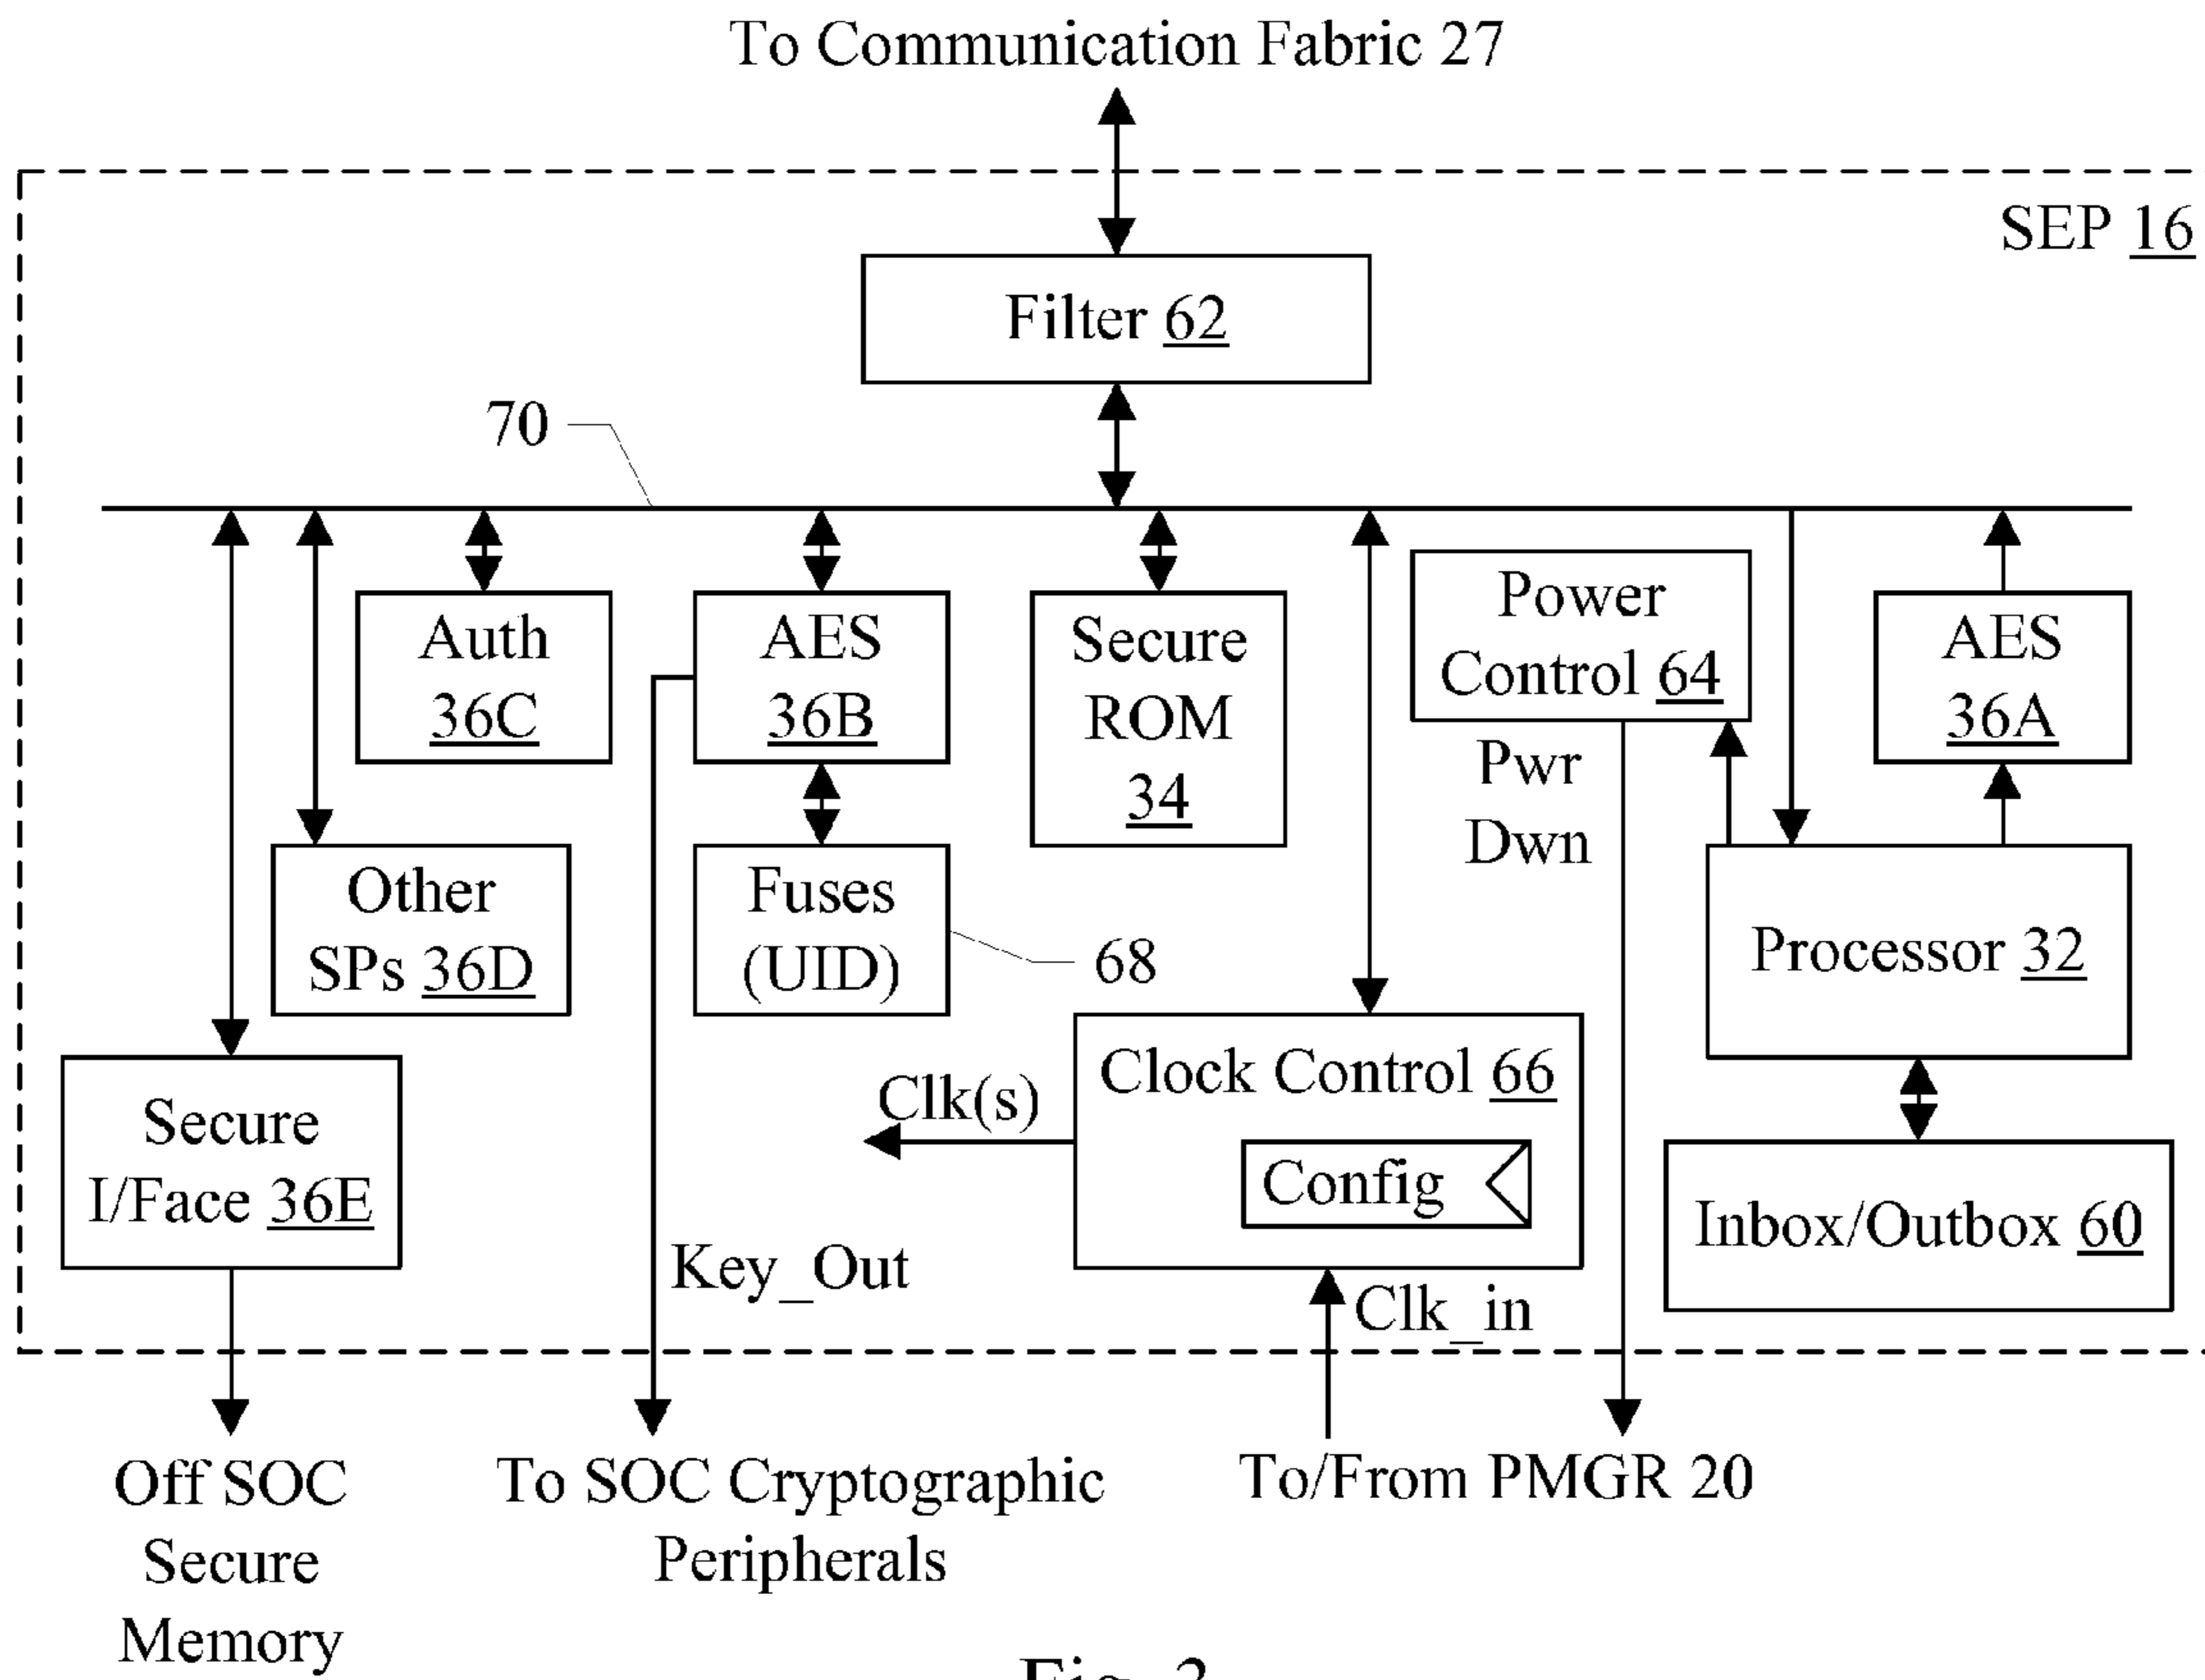 To Communication Fabric 27
SEP 16
Filter 62
70
Auth
36C
AES
36B
Secure
ROM
34
Power
Control 64
AES
36A
Pwr
Dwn
Other
SPs 36D
Fuses
(UID)
68
Processor 32
Secure
I/Face 36E
Clk(s)
Clock Control 66
Config
Inbox/Outbox 60
Key_Out
Clk_in
Off SOC
Secure
Memory
To SOC Cryptographic
Peripherals
To/From PMGR 20
Fig. 3